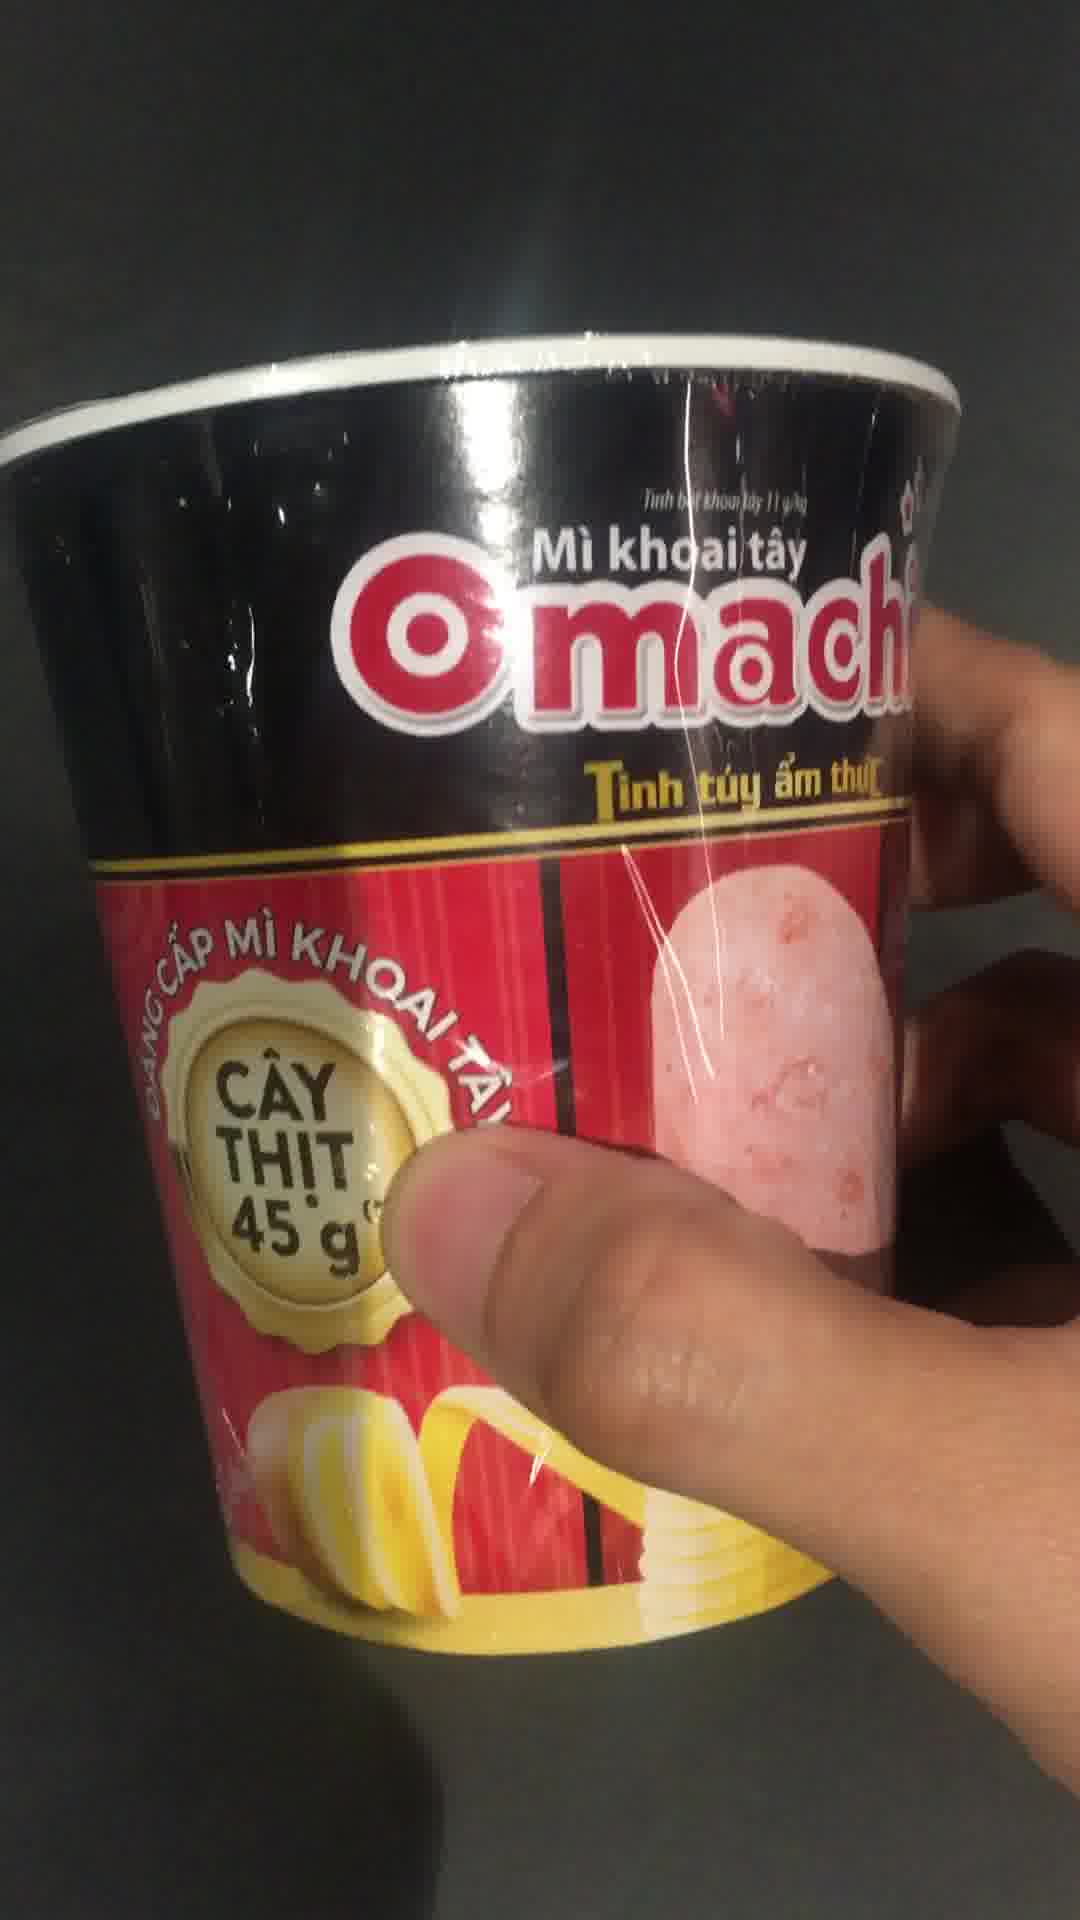 Tinh bột khoai tây 11 g/kg
Mì khoai tây
Omachi
Tinh túy ẩm thực
ĐẲNG CẤP MÌ KHOAI TÂY
CÂY
THỊT
45 g